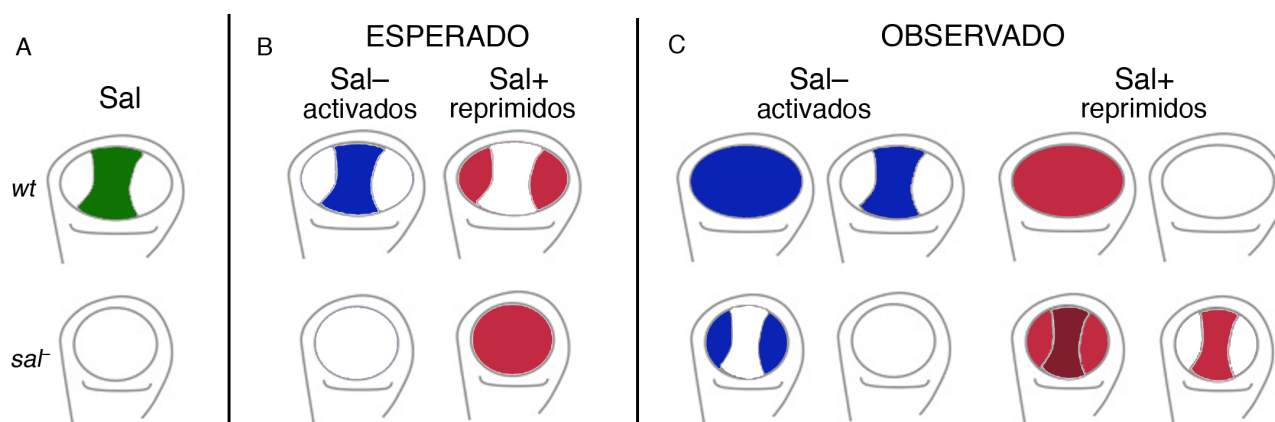 A
Sal
wt
sal–
B
ESPERADO
Sal–
activados
Sal+
reprimidos
C
OBSERVADO
Sal–
activados
Sal+
reprimidos